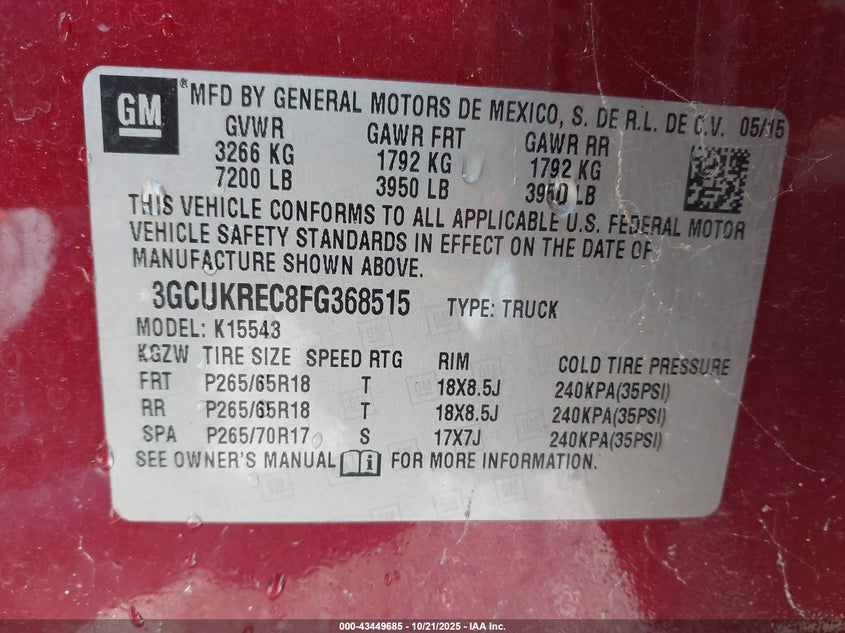 GM ® MFD BY GENERAL MOTORS DE MEXICO, S. DE R.L. DE C.V. 05/15
GVWR GAWR FRT GAWR RR
3266 KG 1792 KG 1792 KG
7200 LB 3950 LB 3950 LB
THIS VEHICLE CONFORMS TO ALL APPLICABLE U.S. FEDERAL MOTOR
VEHICLE SAFETY STANDARDS IN EFFECT ON THE DATE OF
MANUFACTURE SHOWN ABOVE.
3GCUKREC8FG368515 TYPE: TRUCK
MODEL: K15543
KGZW TIRE SIZE SPEED RTG RIM COLD TIRE PRESSURE
FRT P265/65R18 T 18X8.5J 240KPA(35PSI)
RR P265/65R18 T 18X8.5J 240KPA(35PSI)
SPA P265/70R17 S 17X7J 240KPA(35PSI)
SEE OWNER'S MANUAL i FOR MORE INFORMATION.
000-43449685 - 10/21/2025 - IAA Inc.